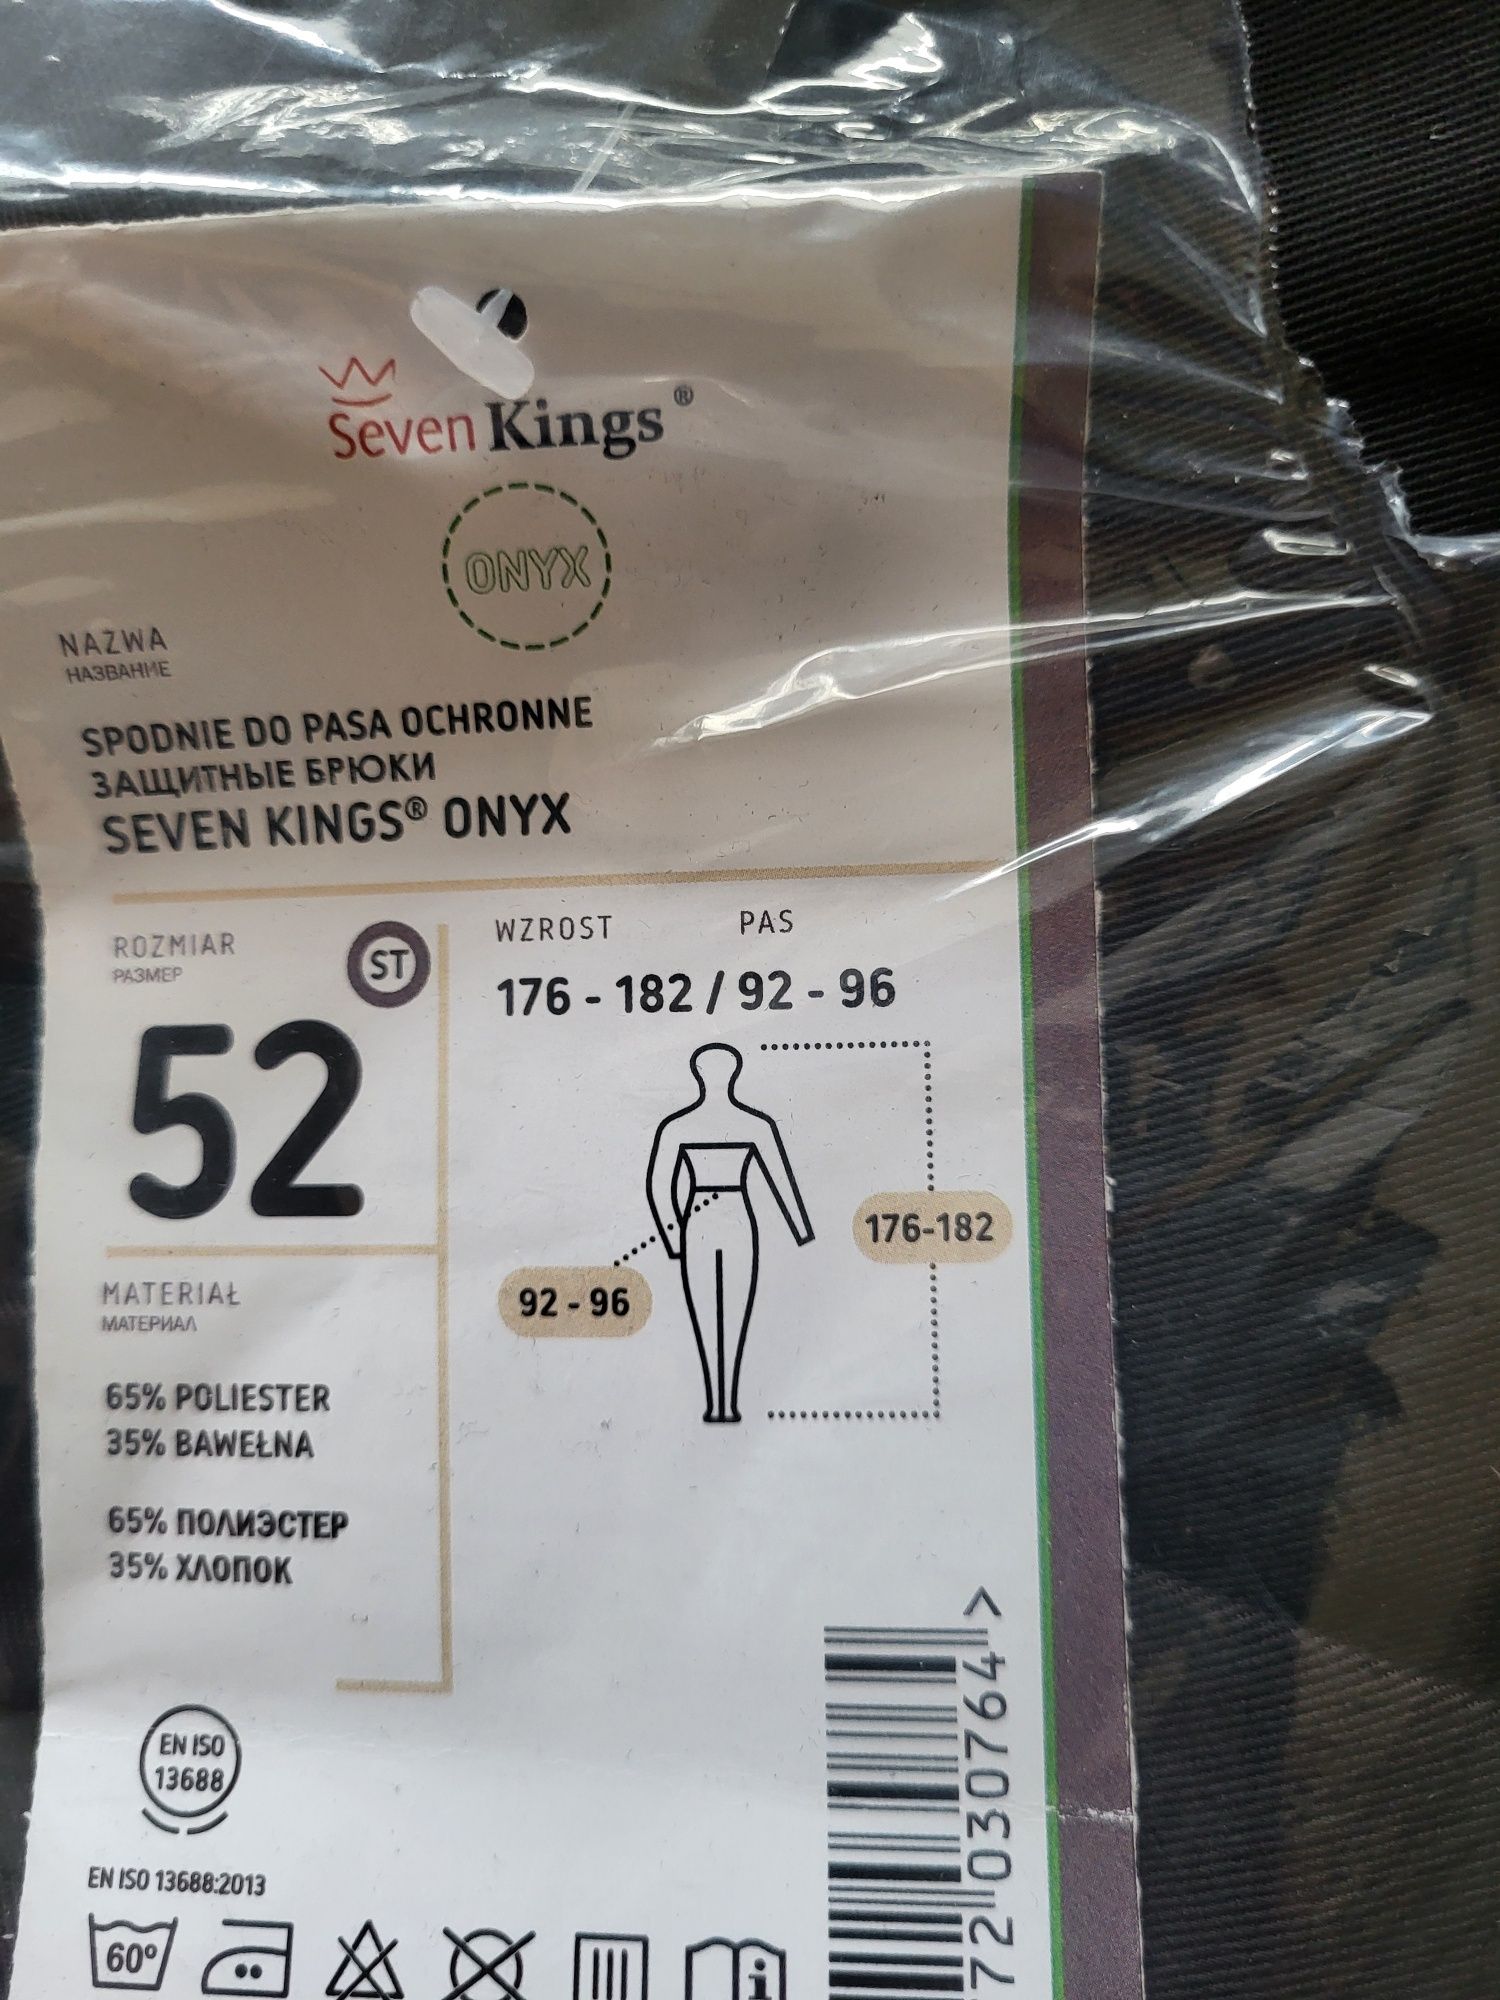 Seven Kings®
ONYX
NAZWA
НАЗВАНИЕ
SPODNIE DO PASA OCHRONNE
ЗАЩИТНЫЕ БРЮКИ
SEVEN KINGS® ONYX
ROZMIAR
РАЗМЕР
ST
52
WZROST PAS
176 - 182 / 92 - 96
176-182
92 - 96
MATERIAŁ
МАТЕРИАЛ
65% POLIESTER
35% BAWEŁNA
65% ПОЛИЭСТЕР
35% ХЛОПОК
EN ISO
13688
EN ISO 13688:2013
60°
i
72030764>